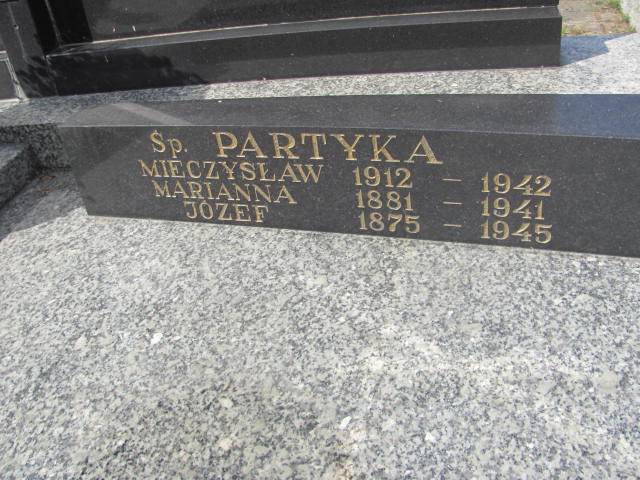 Śp. PARTYKA
MIECZYSŁAW 1912 - 1942
MARIANNA 1881 - 1941
JÓZEF 1875 - 1945